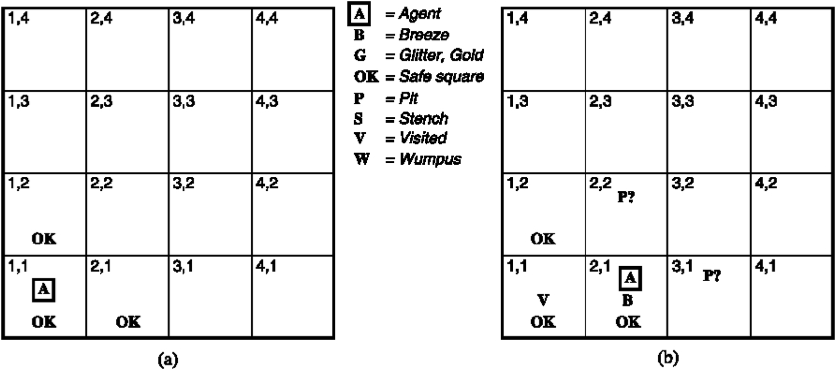 1,4 2,4 3,4 4,4
1,3 2,3 3,3 4,3
1,2 2,2 3,2 4,2
OK
1,1 2,1 3,1 4,1
A
OK OK
(a)
A = Agent
B = Breeze
G = Glitter, Gold
OK = Safe square
P = Pit
S = Stench
V = Visited
W = Wumpus
1,4 2,4 3,4 4,4
1,3 2,3 3,3 4,3
1,2 2,2 3,2 4,2
P?
OK
1,1 2,1 A 3,1 P? 4,1
V B
OK OK
(b)